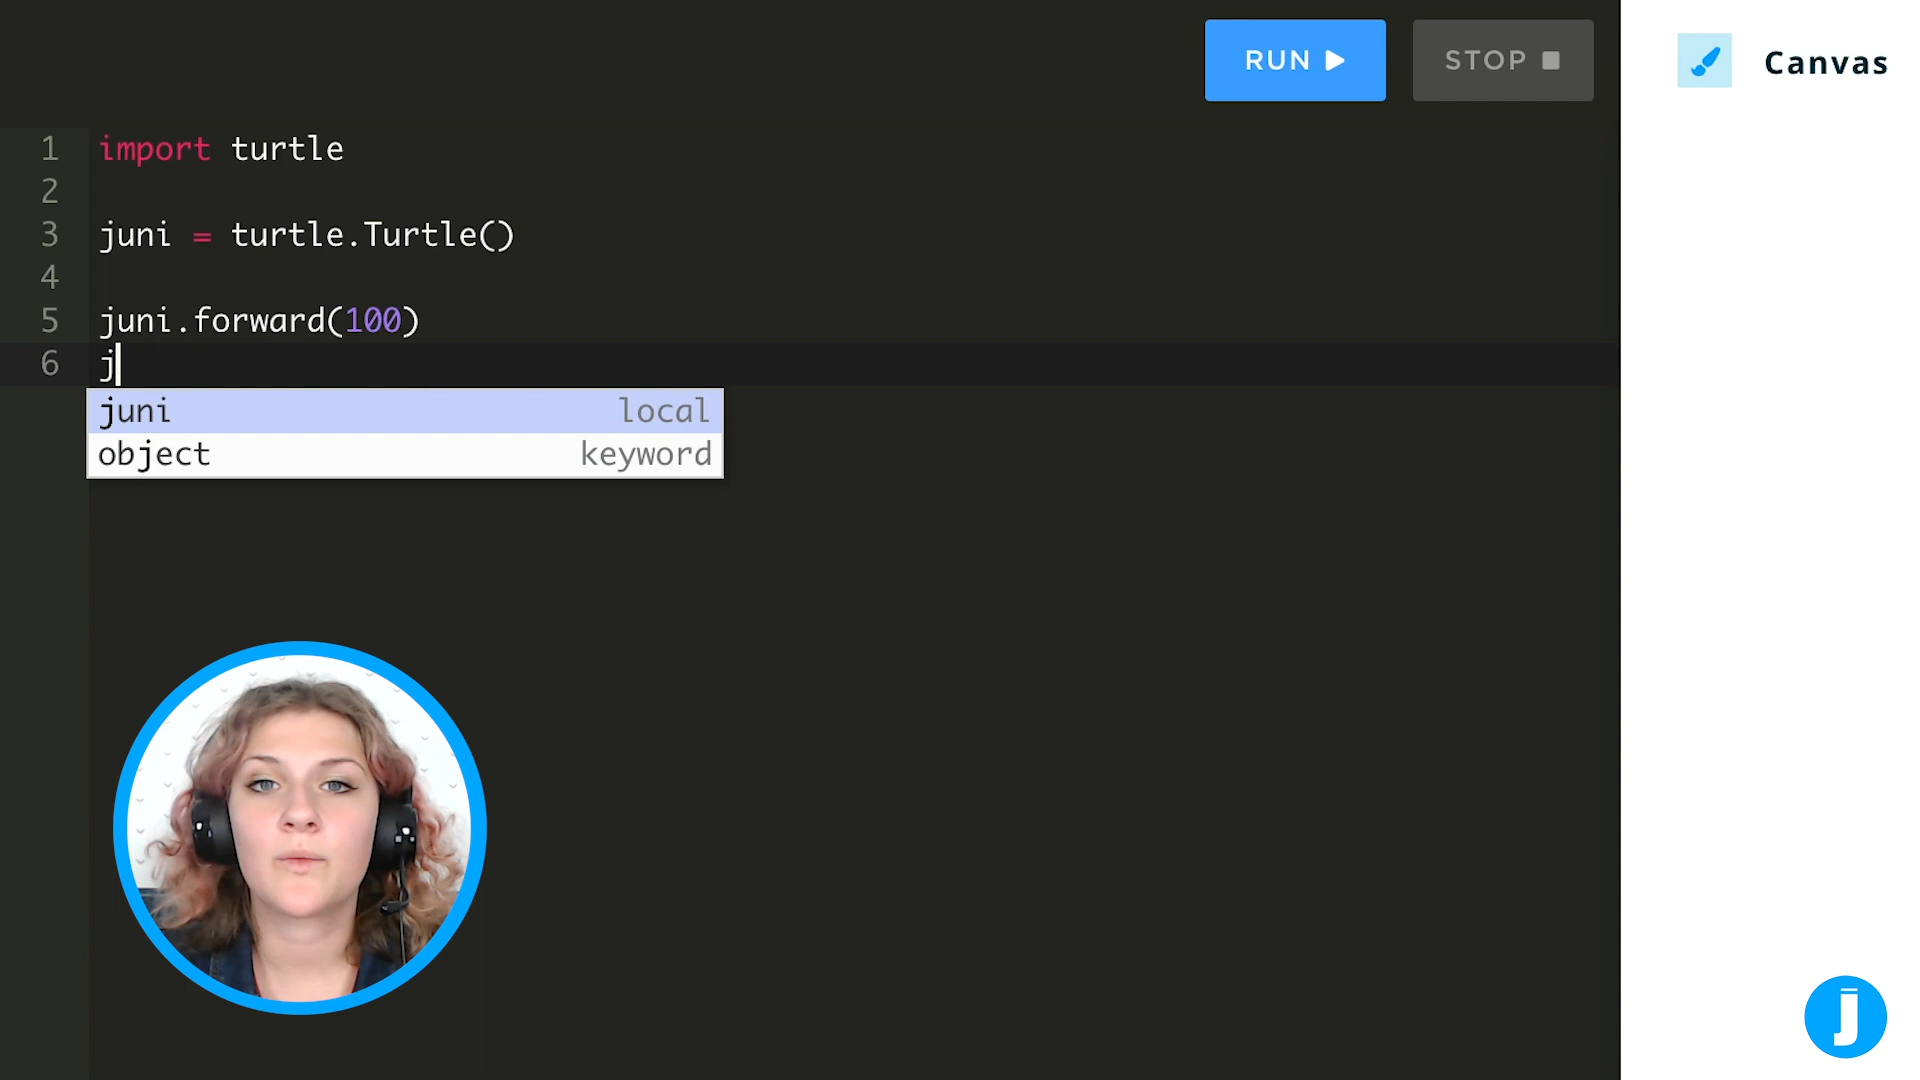 RUN STOP
Canvas
1 import turtle
2
3 juni = turtle.Turtle()
4
5 juni.forward(100)
6 j
juni local
object keyword
J